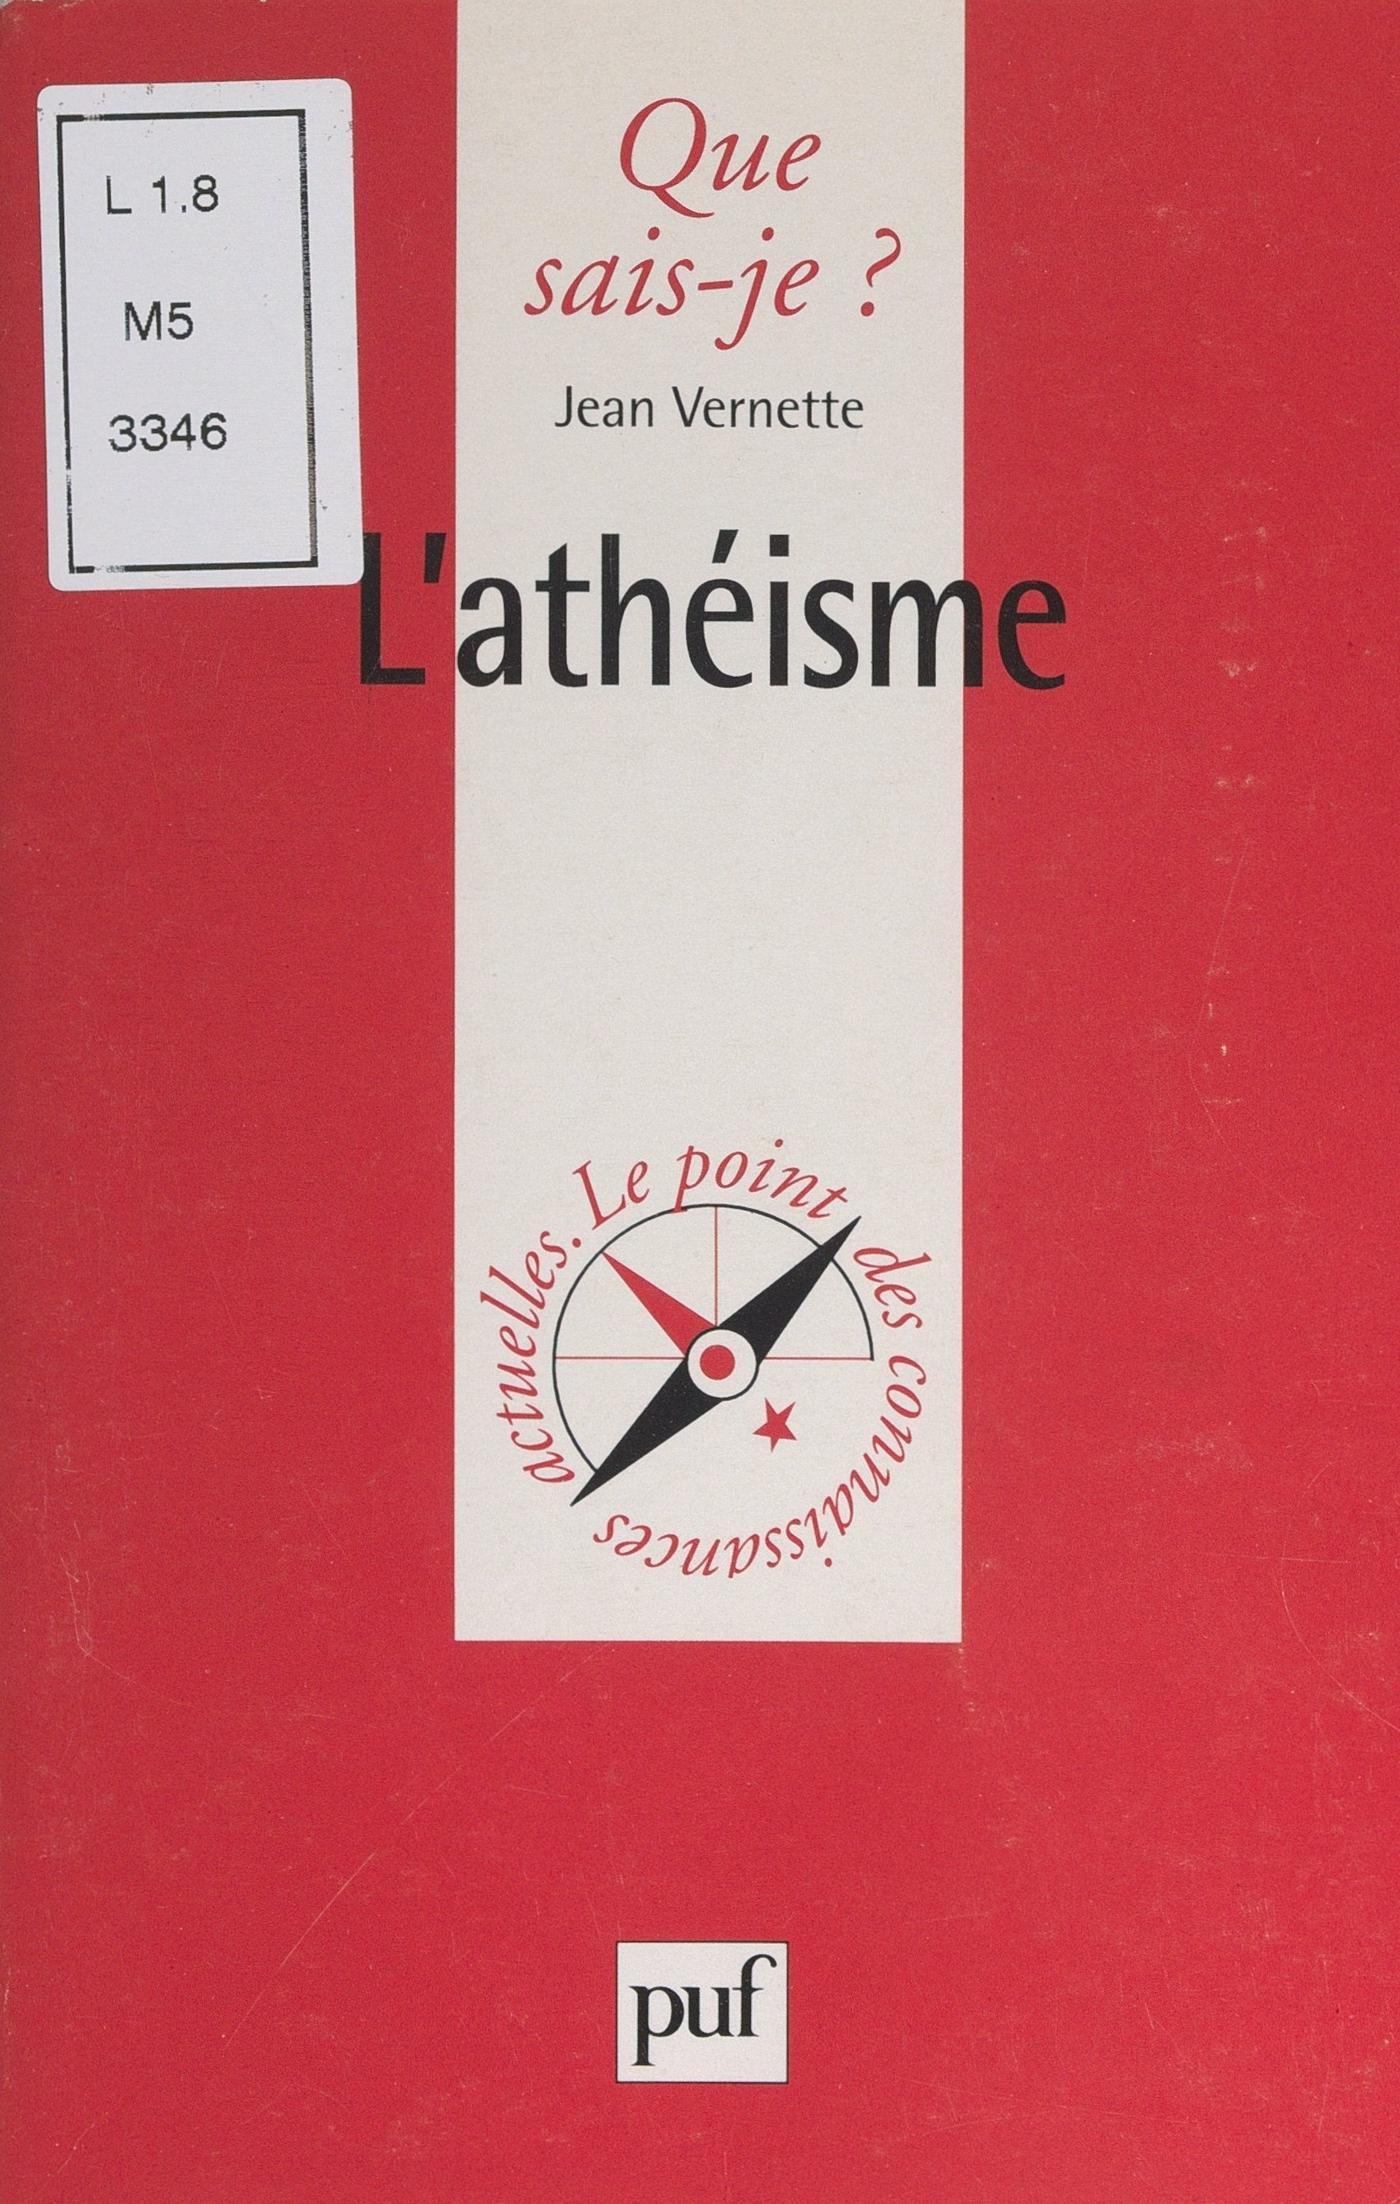 L 1.8
M5
3346
Que
sais-je ?
Jean Vernette
L'athéisme
Le point des connaissances actuelles.
puf